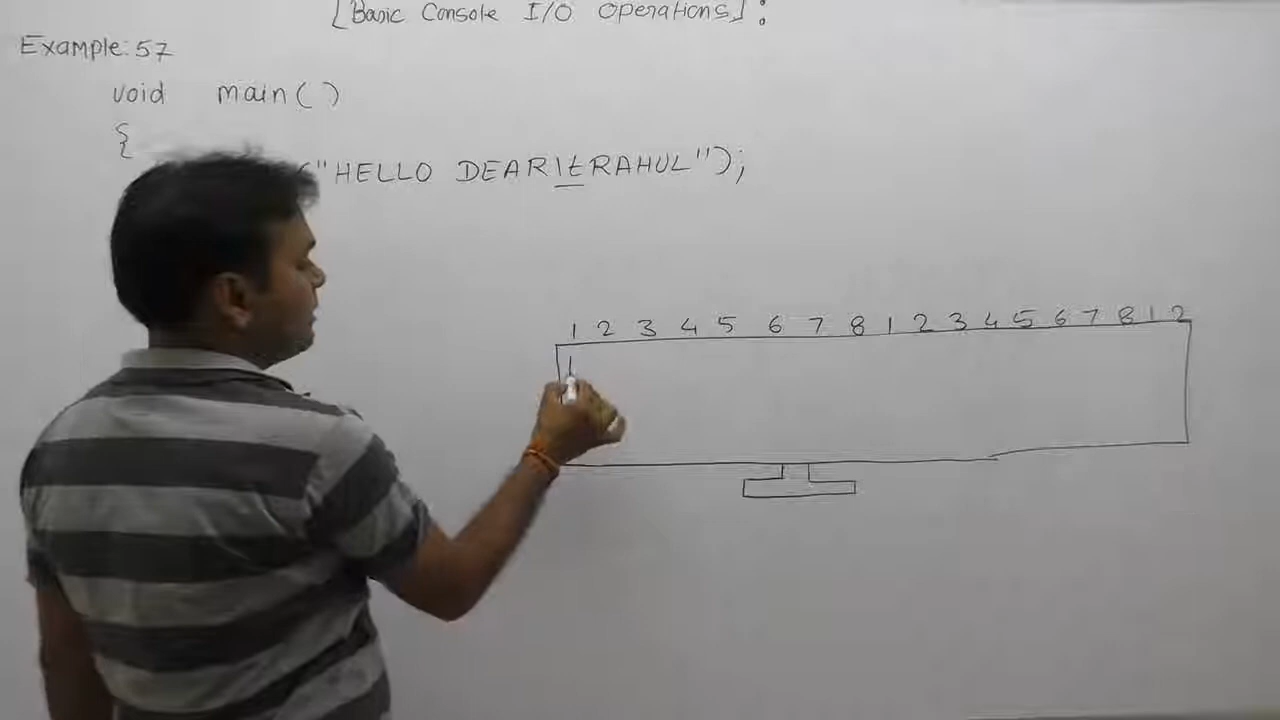 [Basic Console I/O Operations]:
Example:57
void main()
{
("HELLO DEAR\tRAHUL");
1 2 3 4 5 6 7 8 1 2 3 4 5 6 7 8 1 2